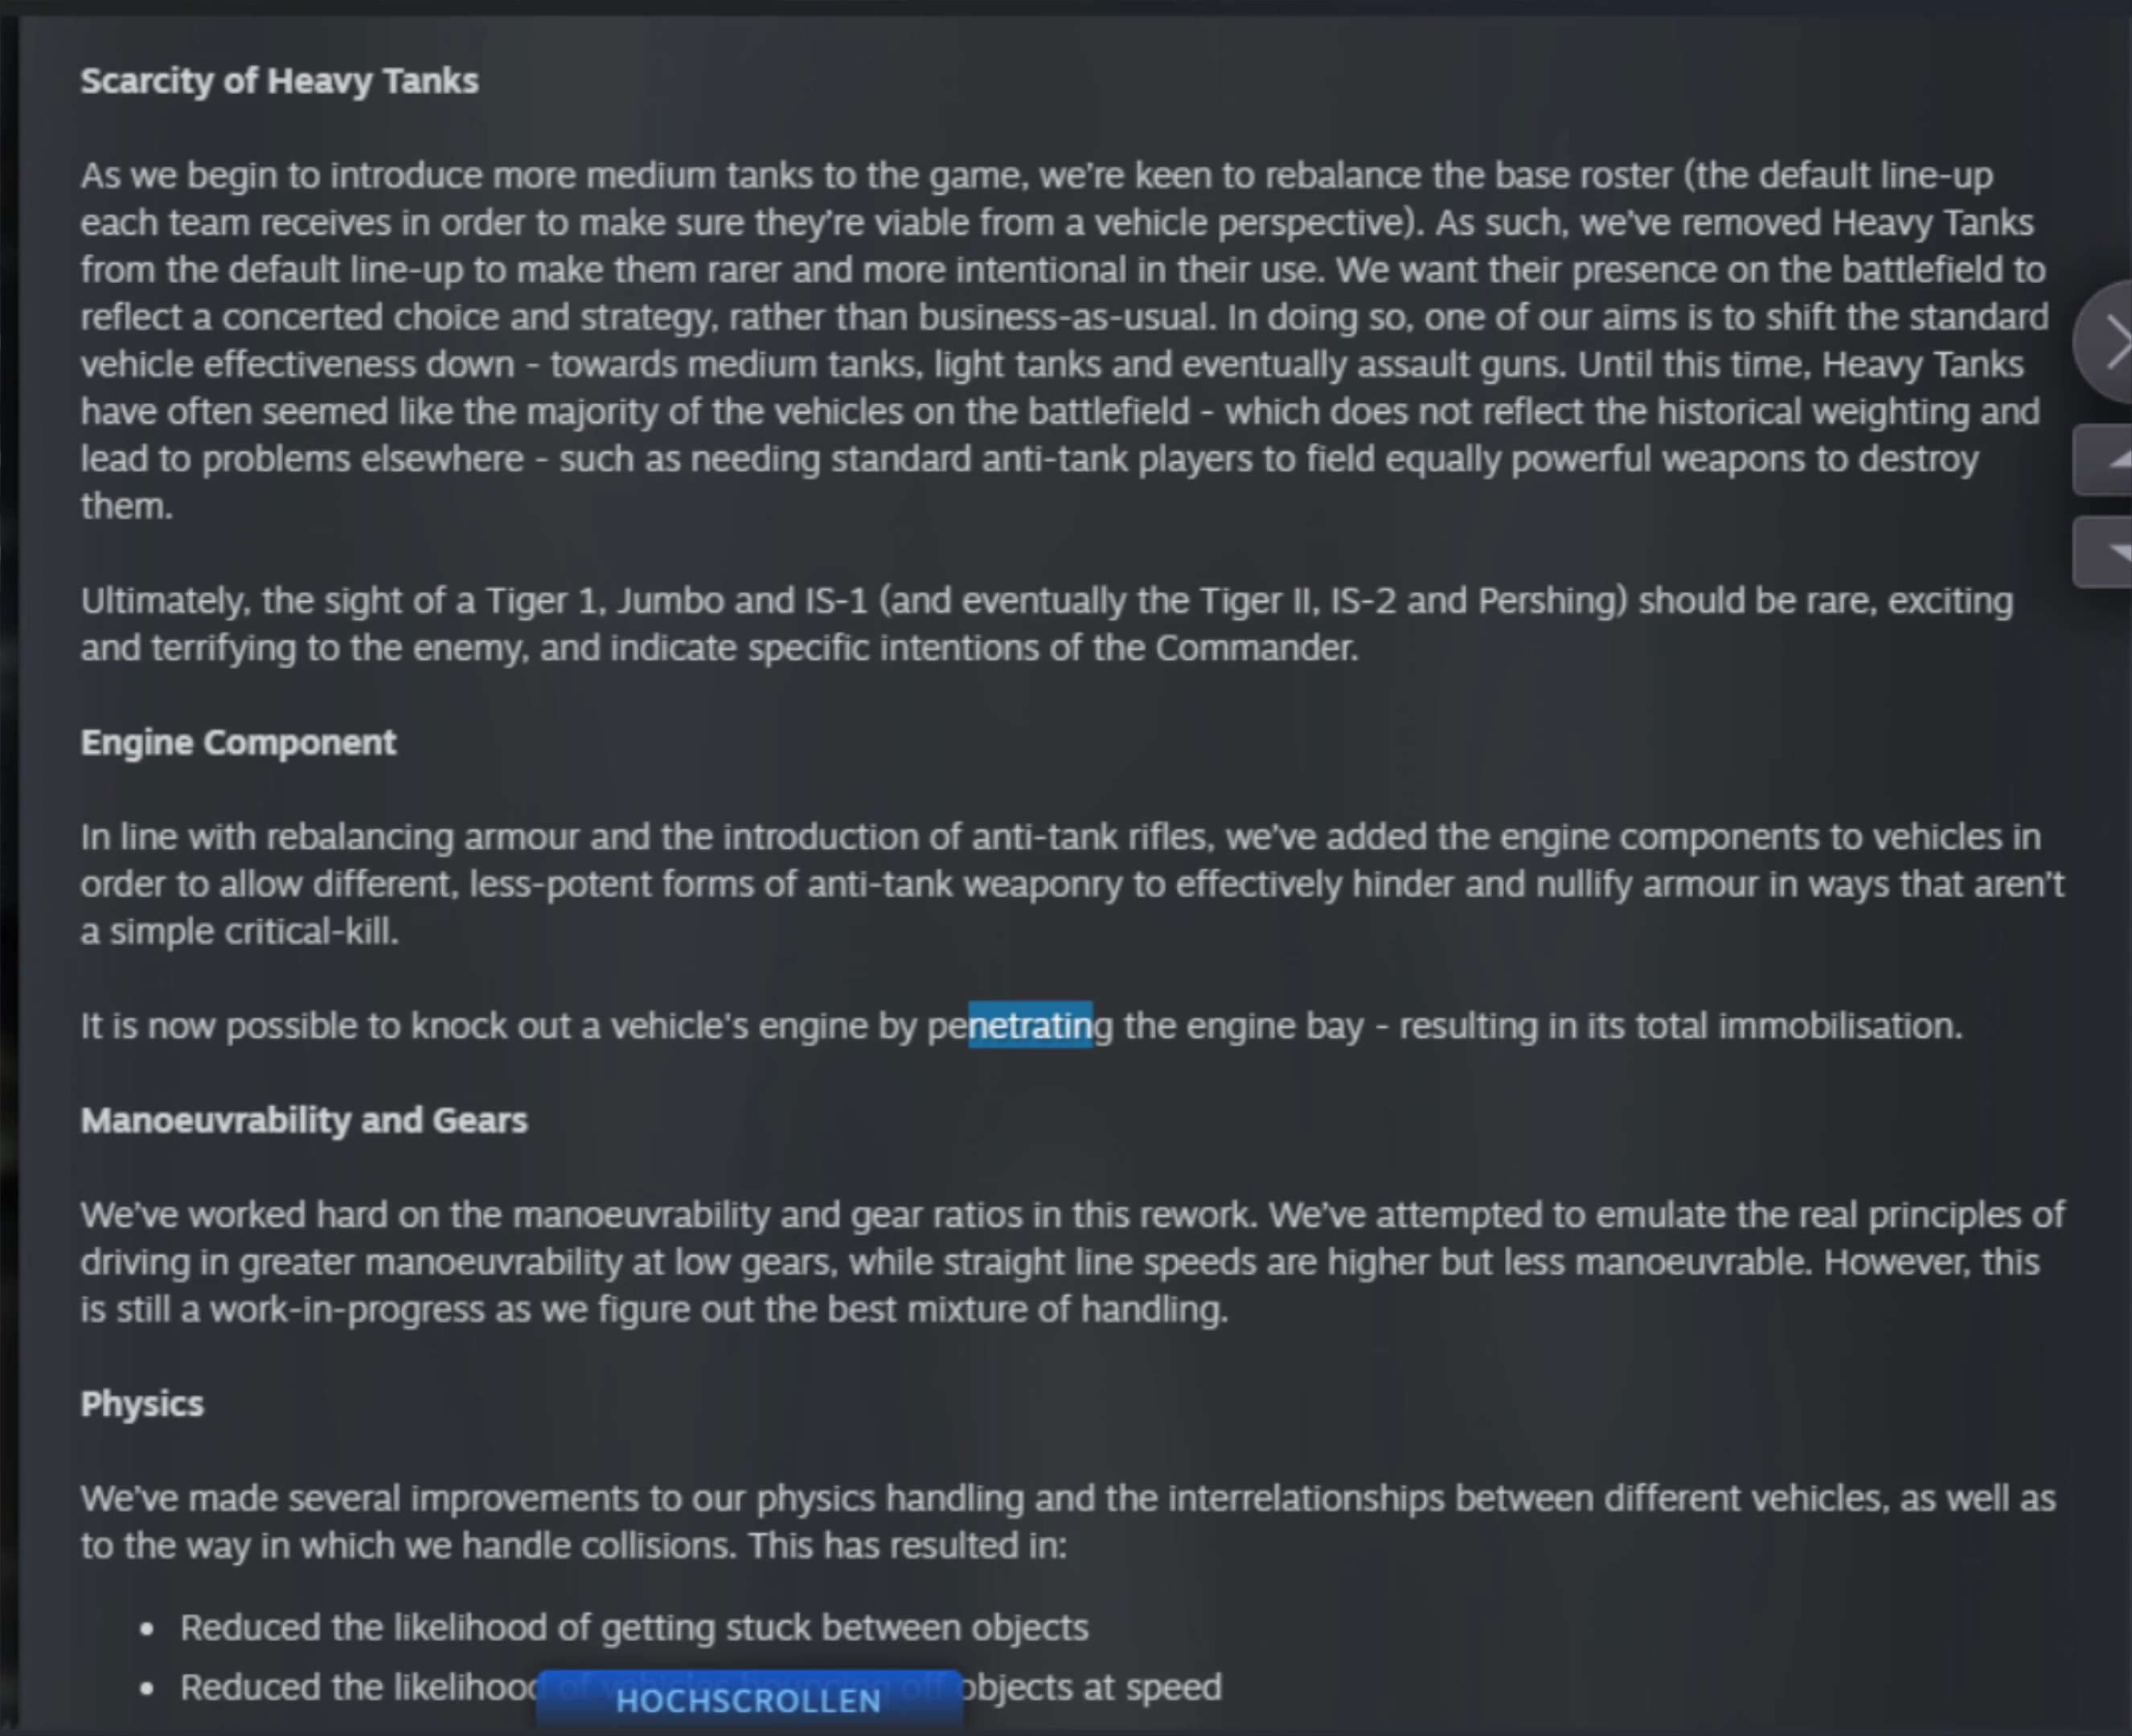 Scarcity of Heavy Tanks
As we begin to introduce more medium tanks to the game, we're keen to rebalance the base roster (the default line-up
each team receives in order to make sure they're viable from a vehicle perspective). As such, we've removed Heavy Tanks
from the default line-up to make them rarer and more intentional in their use. We want their presence on the battlefield to
reflect a concerted choice and strategy, rather than business-as-usual. In doing so, one of our aims is to shift the standard
vehicle effectiveness down - towards medium tanks, light tanks and eventually assault guns. Until this time, Heavy Tanks
have often seemed like the majority of the vehicles on the battlefield - which does not reflect the historical weighting and
lead to problems elsewhere - such as needing standard anti-tank players to field equally powerful weapons to destroy
them.
Ultimately, the sight of a Tiger 1, Jumbo and IS-1 (and eventually the Tiger II, IS-2 and Pershing) should be rare, exciting
and terrifying to the enemy, and indicate specific intentions of the Commander.
Engine Component
In line with rebalancing armour and the introduction of anti-tank rifles, we've added the engine components to vehicles in
order to allow different, less-potent forms of anti-tank weaponry to effectively hinder and nullify armour in ways that aren't
a simple critical-kill.
It is now possible to knock out a vehicle's engine by penetrating the engine bay - resulting in its total immobilisation.
Manoeuvrability and Gears
We've worked hard on the manoeuvrability and gear ratios in this rework. We've attempted to emulate the real principles of
driving in greater manoeuvrability at low gears, while straight line speeds are higher but less manoeuvrable. However, this
is still a work-in-progress as we figure out the best mixture of handling.
Physics
We've made several improvements to our physics handling and the interrelationships between different vehicles, as well as
to the way in which we handle collisions. This has resulted in:
• Reduced the likelihood of getting stuck between objects
• Reduced the likelihood of off objects at speed
HOCHSCROLLEN